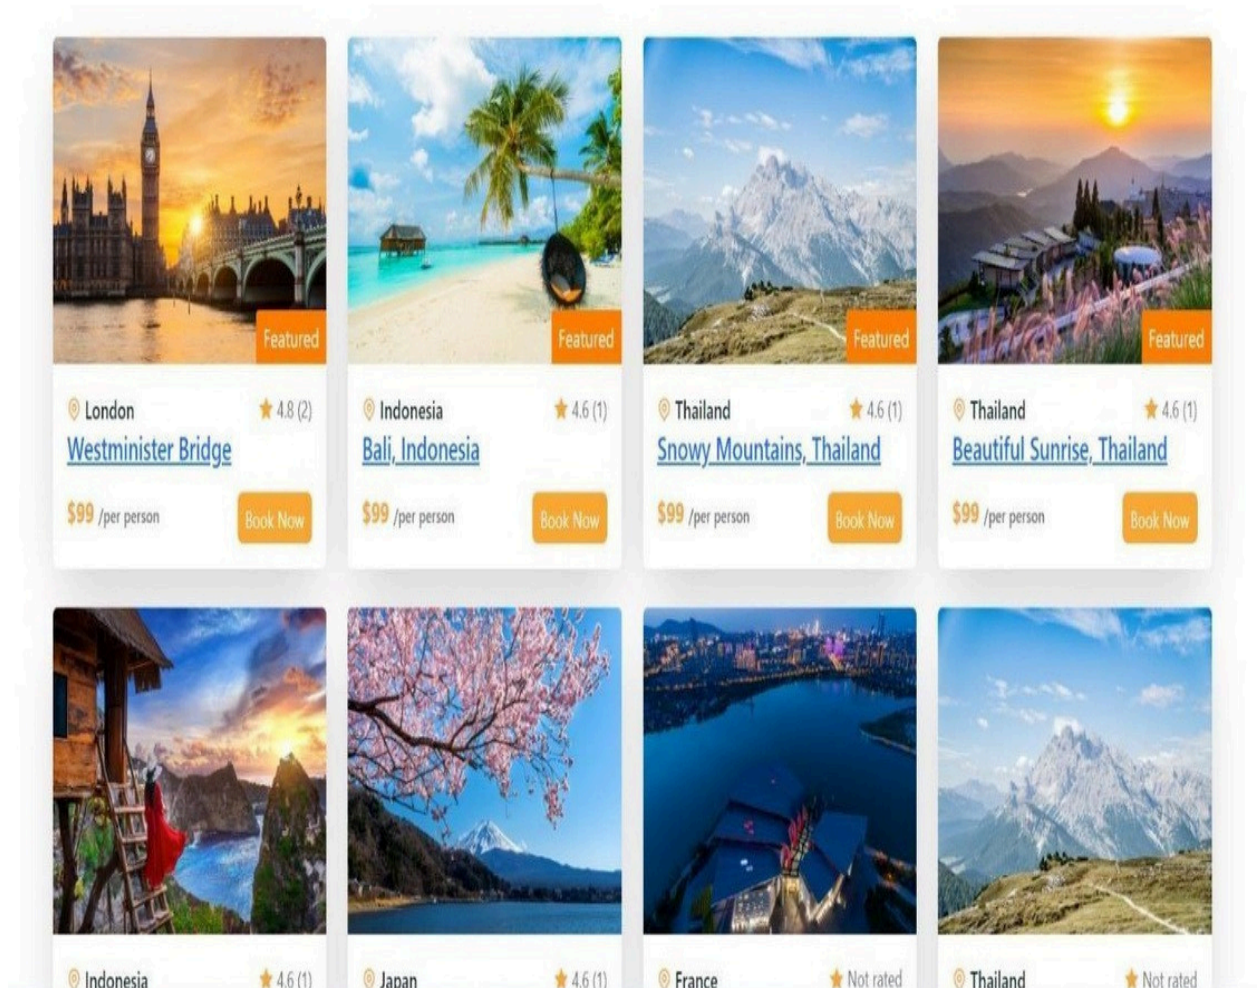 Featured
Featured
Featured
Featured
London 4.8 (2)
Westminister Bridge
$99 /per person Book Now
Indonesia 4.6 (1)
Bali, Indonesia
$99 /per person Book Now
Thailand 4.6 (1)
Snowy Mountains, Thailand
$99 /per person Book Now
Thailand 4.6 (1)
Beautiful Sunrise, Thailand
$99 /per person Book Now
Indonesia 4.6 (1)
Japan 4.6 (1)
France Not rated
Thailand Not rated